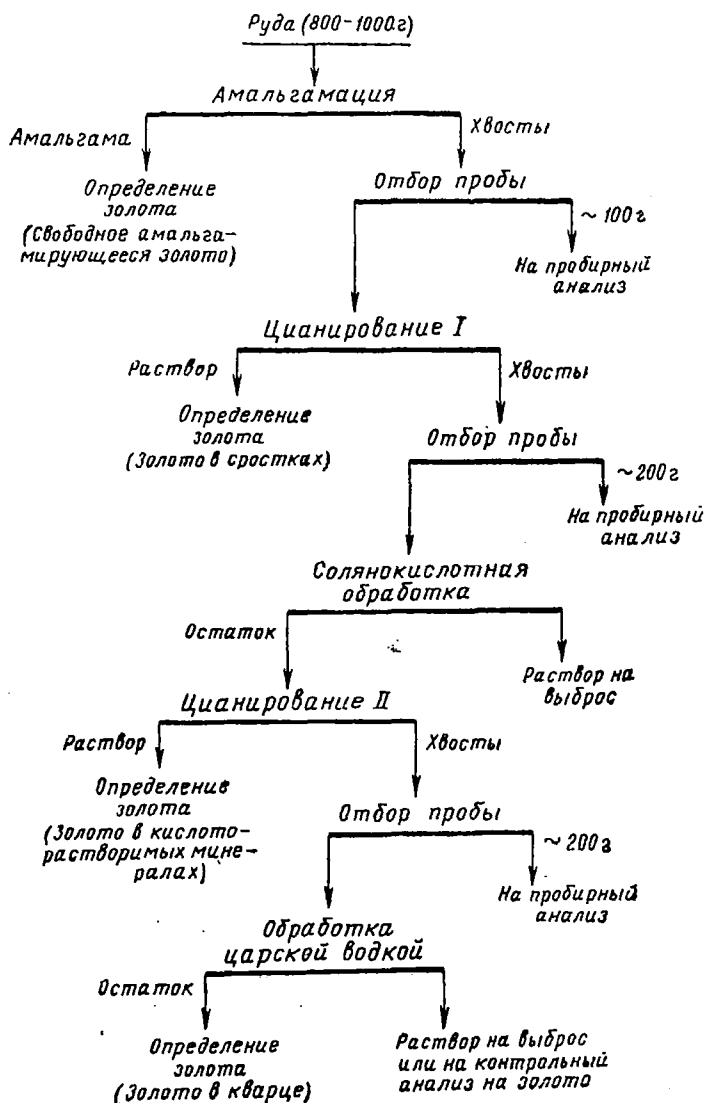 Руда (800-1000г)
Амальгамация
Амальгама
Хвосты
Определение
золота
(Свободное амальга-
мирующееся золото)
Отбор пробы
~ 100г
На пробирный
анализ
Цианирование I
Раствор
Хвосты
Определение
золота
(Золото в сростках)
Отбор пробы
~200г
На пробирный
анализ
Солянокислотная
обработка
Остаток
Раствор на
выброс
Цианирование II
Раствор
Хвосты
Определение
золота
(Золото в кислото-
растворимых мине-
ралах)
Отбор пробы
~ 200г
На пробирный
анализ
Обработка
царской водкой
Остаток
Определение
золота
(Золото в кварце)
Раствор на выброс
или на контрольный
анализ на золото